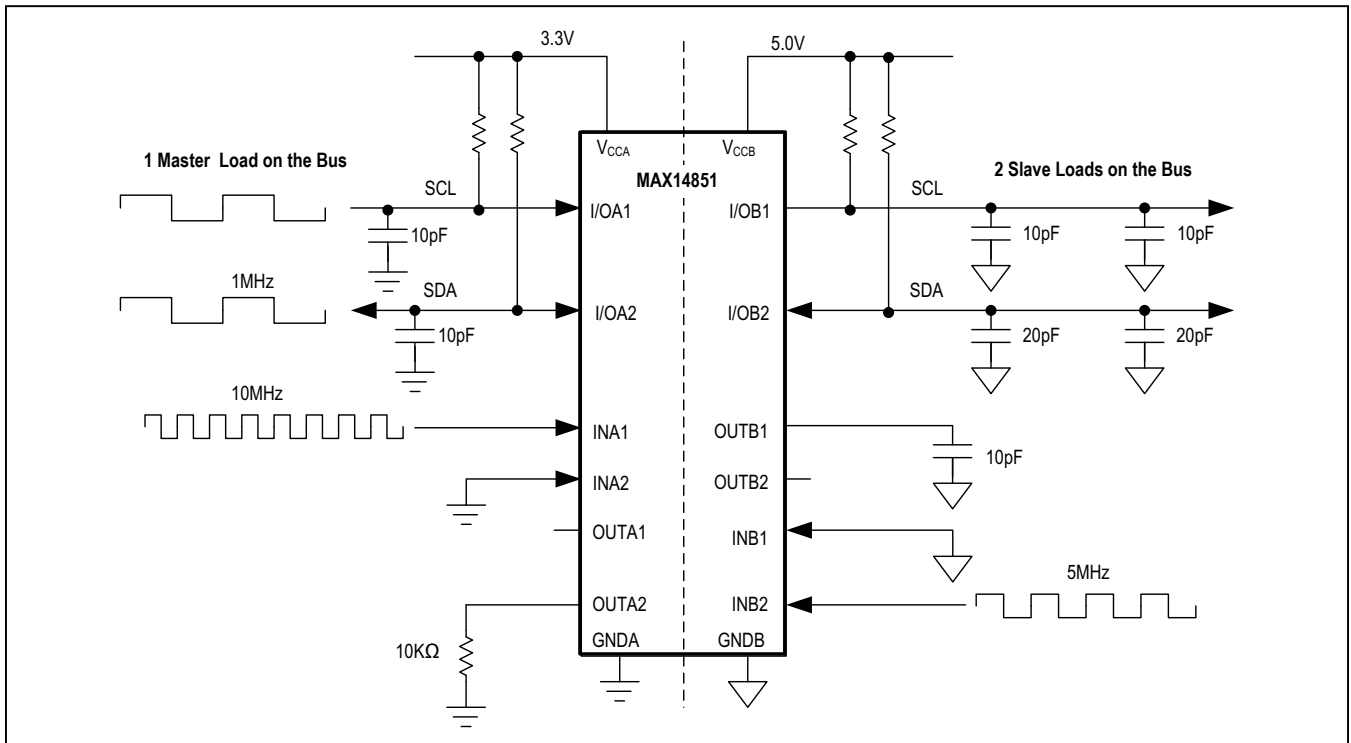 3.3V
5.0V
VCCA
VCCB
MAX14851
1 Master Load on the Bus
2 Slave Loads on the Bus
SCL
I/OA1
I/OB1
SCL
10pF
10pF
10pF
1MHz
SDA
I/OA2
I/OB2
SDA
10pF
20pF
20pF
10MHz
INA1
OUTB1
10pF
INA2
OUTB2
OUTA1
INB1
5MHz
OUTA2
INB2
10KΩ
GNDA
GNDB